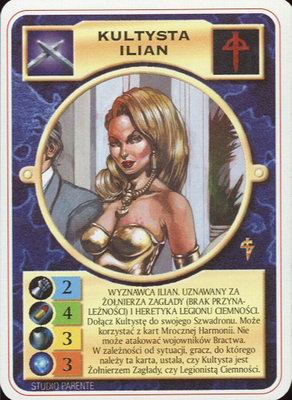 KULTYSTA
ILIAN
2
4
3
3
WYZNAWCA ILIAN. UZNAWANY ZA
ŻOŁNIERZA ZAGŁADY (BRAK PRZYNA-
LEŻNOŚCI) I HERETYKA LEGIONU CIEMNOŚCI.
Dołącz Kultystę do swojego Szwadronu. Może
korzystać z kart Mrocznej Harmonii. Nie
może atakować wojowników Bractwa.
W zależności od sytuacji, gracz, do którego
należy ta karta, ustala, czy Kultysta jest
Żołnierzem Zagłady, czy Legionistą Ciemności.
STUDIO PARENTE